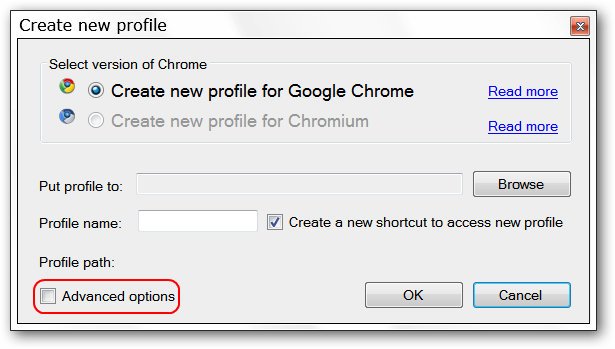 Create new profile
Select version of Chrome
Create new profile for Google Chrome Read more
Create new profile for Chromium Read more
Put profile to: Browse
Profile name: Create a new shortcut to access new profile
Profile path:
Advanced options OK Cancel